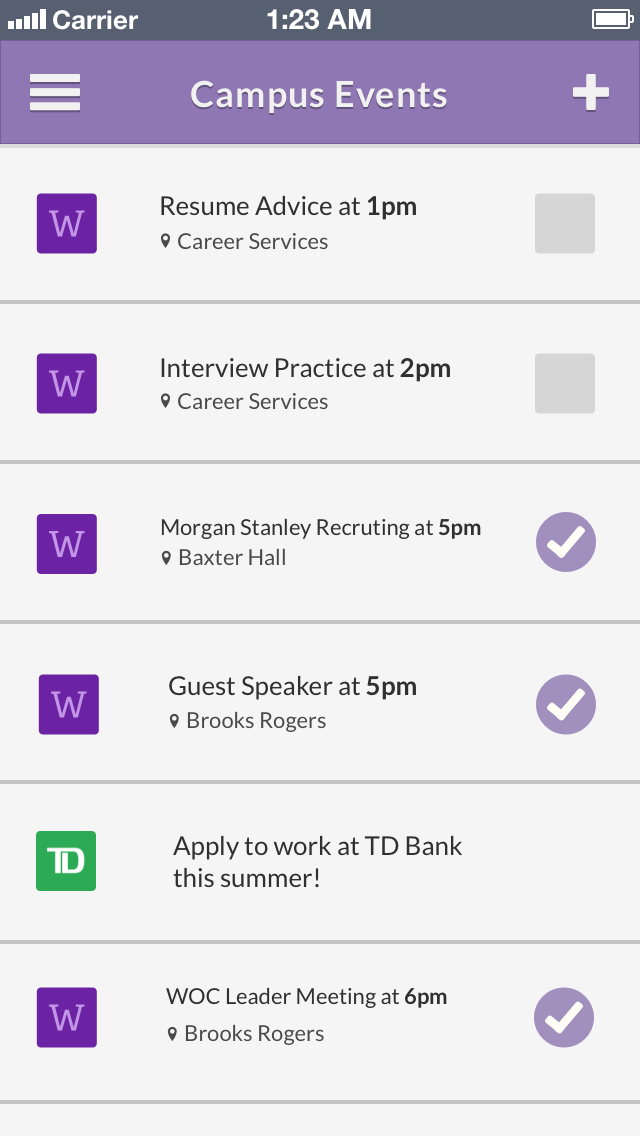 Carrier 1:23 AM
Campus Events
W
Resume Advice at 1pm
Career Services
W
Interview Practice at 2pm
Career Services
W
Morgan Stanley Recruting at 5pm
Baxter Hall
W
Guest Speaker at 5pm
Brooks Rogers
TD
Apply to work at TD Bank
this summer!
W
WOC Leader Meeting at 6pm
Brooks Rogers